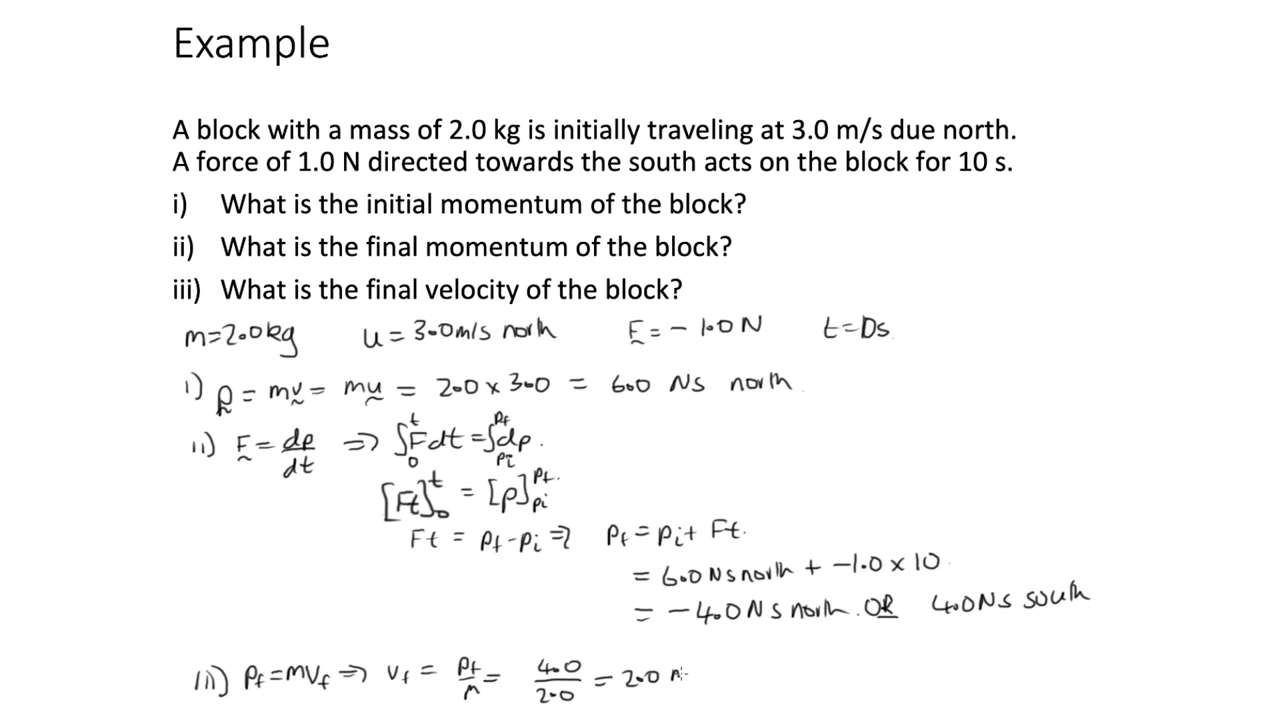 Example
A block with a mass of 2.0 kg is initially traveling at 3.0 m/s due north.
A force of 1.0 N directed towards the south acts on the block for 10 s.
i) What is the initial momentum of the block?
ii) What is the final momentum of the block?
iii) What is the final velocity of the block?
m=2.0kg u = 3.0m/s north F = - 1.0 N t=10s
i) p = mv = mu = 2.0 x 3.0 = 6.0 Ns north
ii) F = dp/dt => ∫₀ᵗ F dt = ∫_{pi}^{pf} dp.
[Ft]₀ᵗ = [p]_{pi}^{pf}
Ft = pf - pi => pf = pi + Ft.
= 6.0 Ns north + -1.0 x 10
= -4.0 Ns north. OR 4.0 Ns south
iii) pf = mvf => vf = pf/m = 4.0/2.0 = 2.0